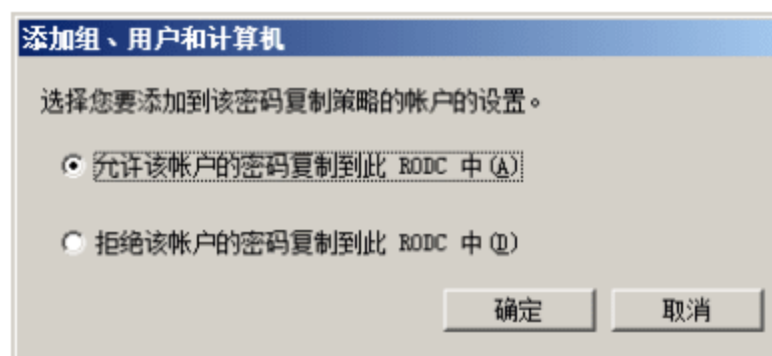 添加组、用户和计算机
选择您要添加到该密码复制策略的帐户的设置。
允许该帐户的密码复制到此 RODC 中(A)
拒绝该帐户的密码复制到此 RODC 中(D)
确定 取消